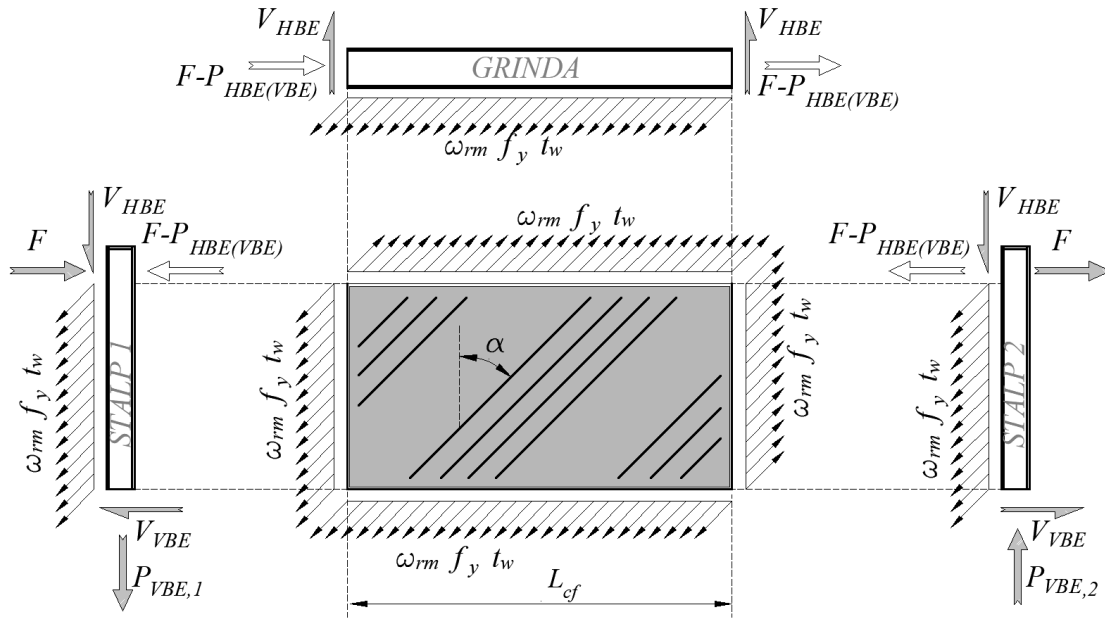 V_HBE
V_HBE
F-P_HBE(VBE)
GRINDA
F-P_HBE(VBE)
ω_rm f_y t_w
V_HBE
F
F-P_HBE(VBE)
ω_rm f_y t_w
F-P_HBE(VBE)
V_HBE
F
ω_rm f_y t_w
STALP 1
ω_rm f_y t_w
α
ω_rm f_y t_w
ω_rm f_y t_w
STALP 2
V_VBE
P_VBE,1
ω_rm f_y t_w
L_cf
V_VBE
P_VBE,2